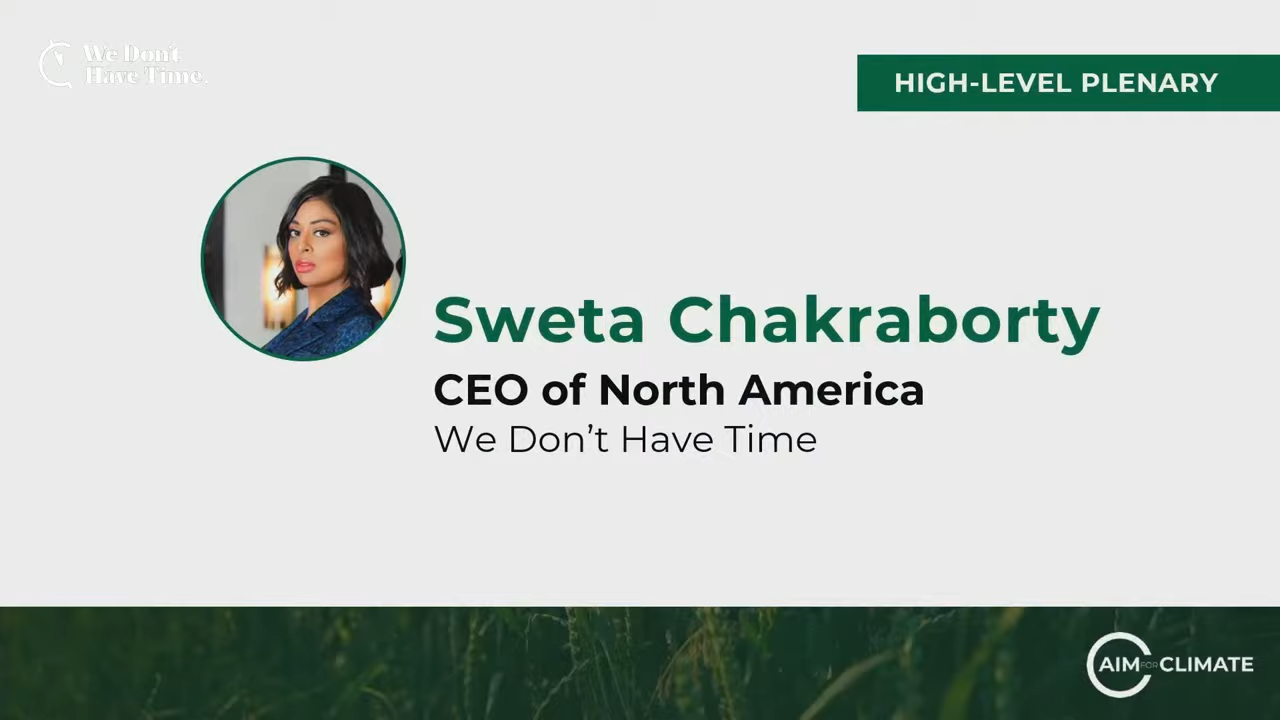 We Don't
Have Time.
HIGH-LEVEL PLENARY
Sweta Chakraborty
CEO of North America
We Don’t Have Time
AIM FOR CLIMATE